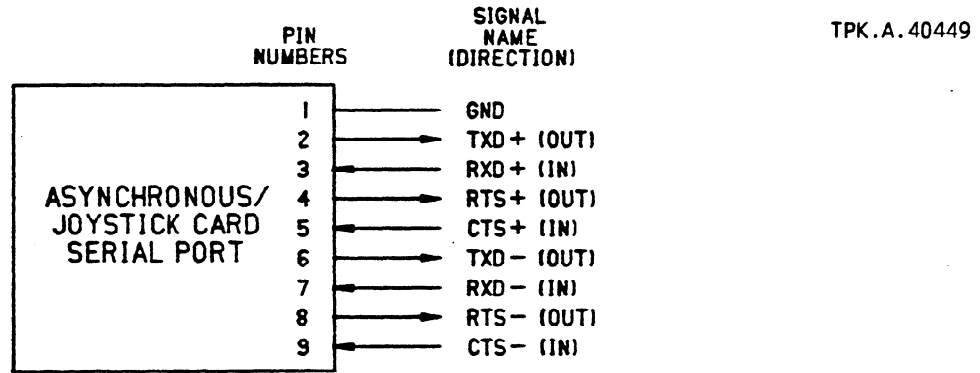 TPK.A.40449
PIN
NUMBERS
SIGNAL
NAME
(DIRECTION)
ASYNCHRONOUS/
JOYSTICK CARD
SERIAL PORT
1 GND
2 TXD+ (OUT)
3 RXD+ (IN)
4 RTS+ (OUT)
5 CTS+ (IN)
6 TXD- (OUT)
7 RXD- (IN)
8 RTS- (OUT)
9 CTS- (IN)